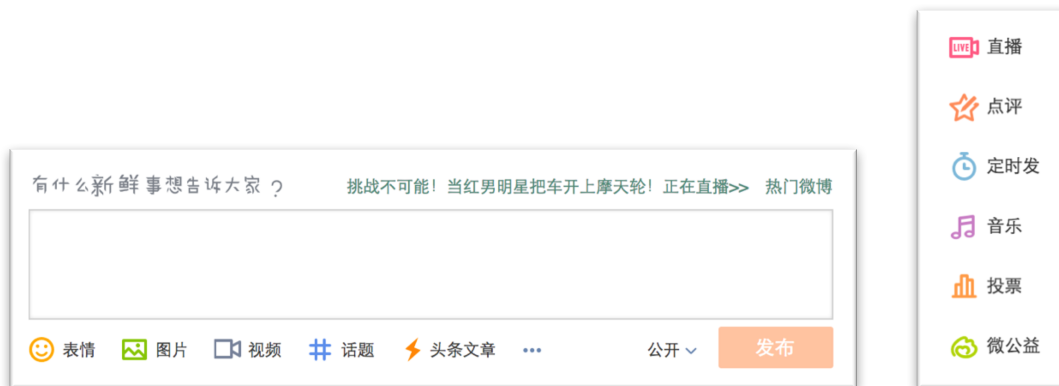 有什么新鲜事想告诉大家? 挑战不可能!当红男明星把车开上摩天轮!正在直播>> 热门微博
表情 图片 视频 话题 头条文章 ••• 公开 发布
LIVE 直播
点评
定时发
音乐
投票
微公益